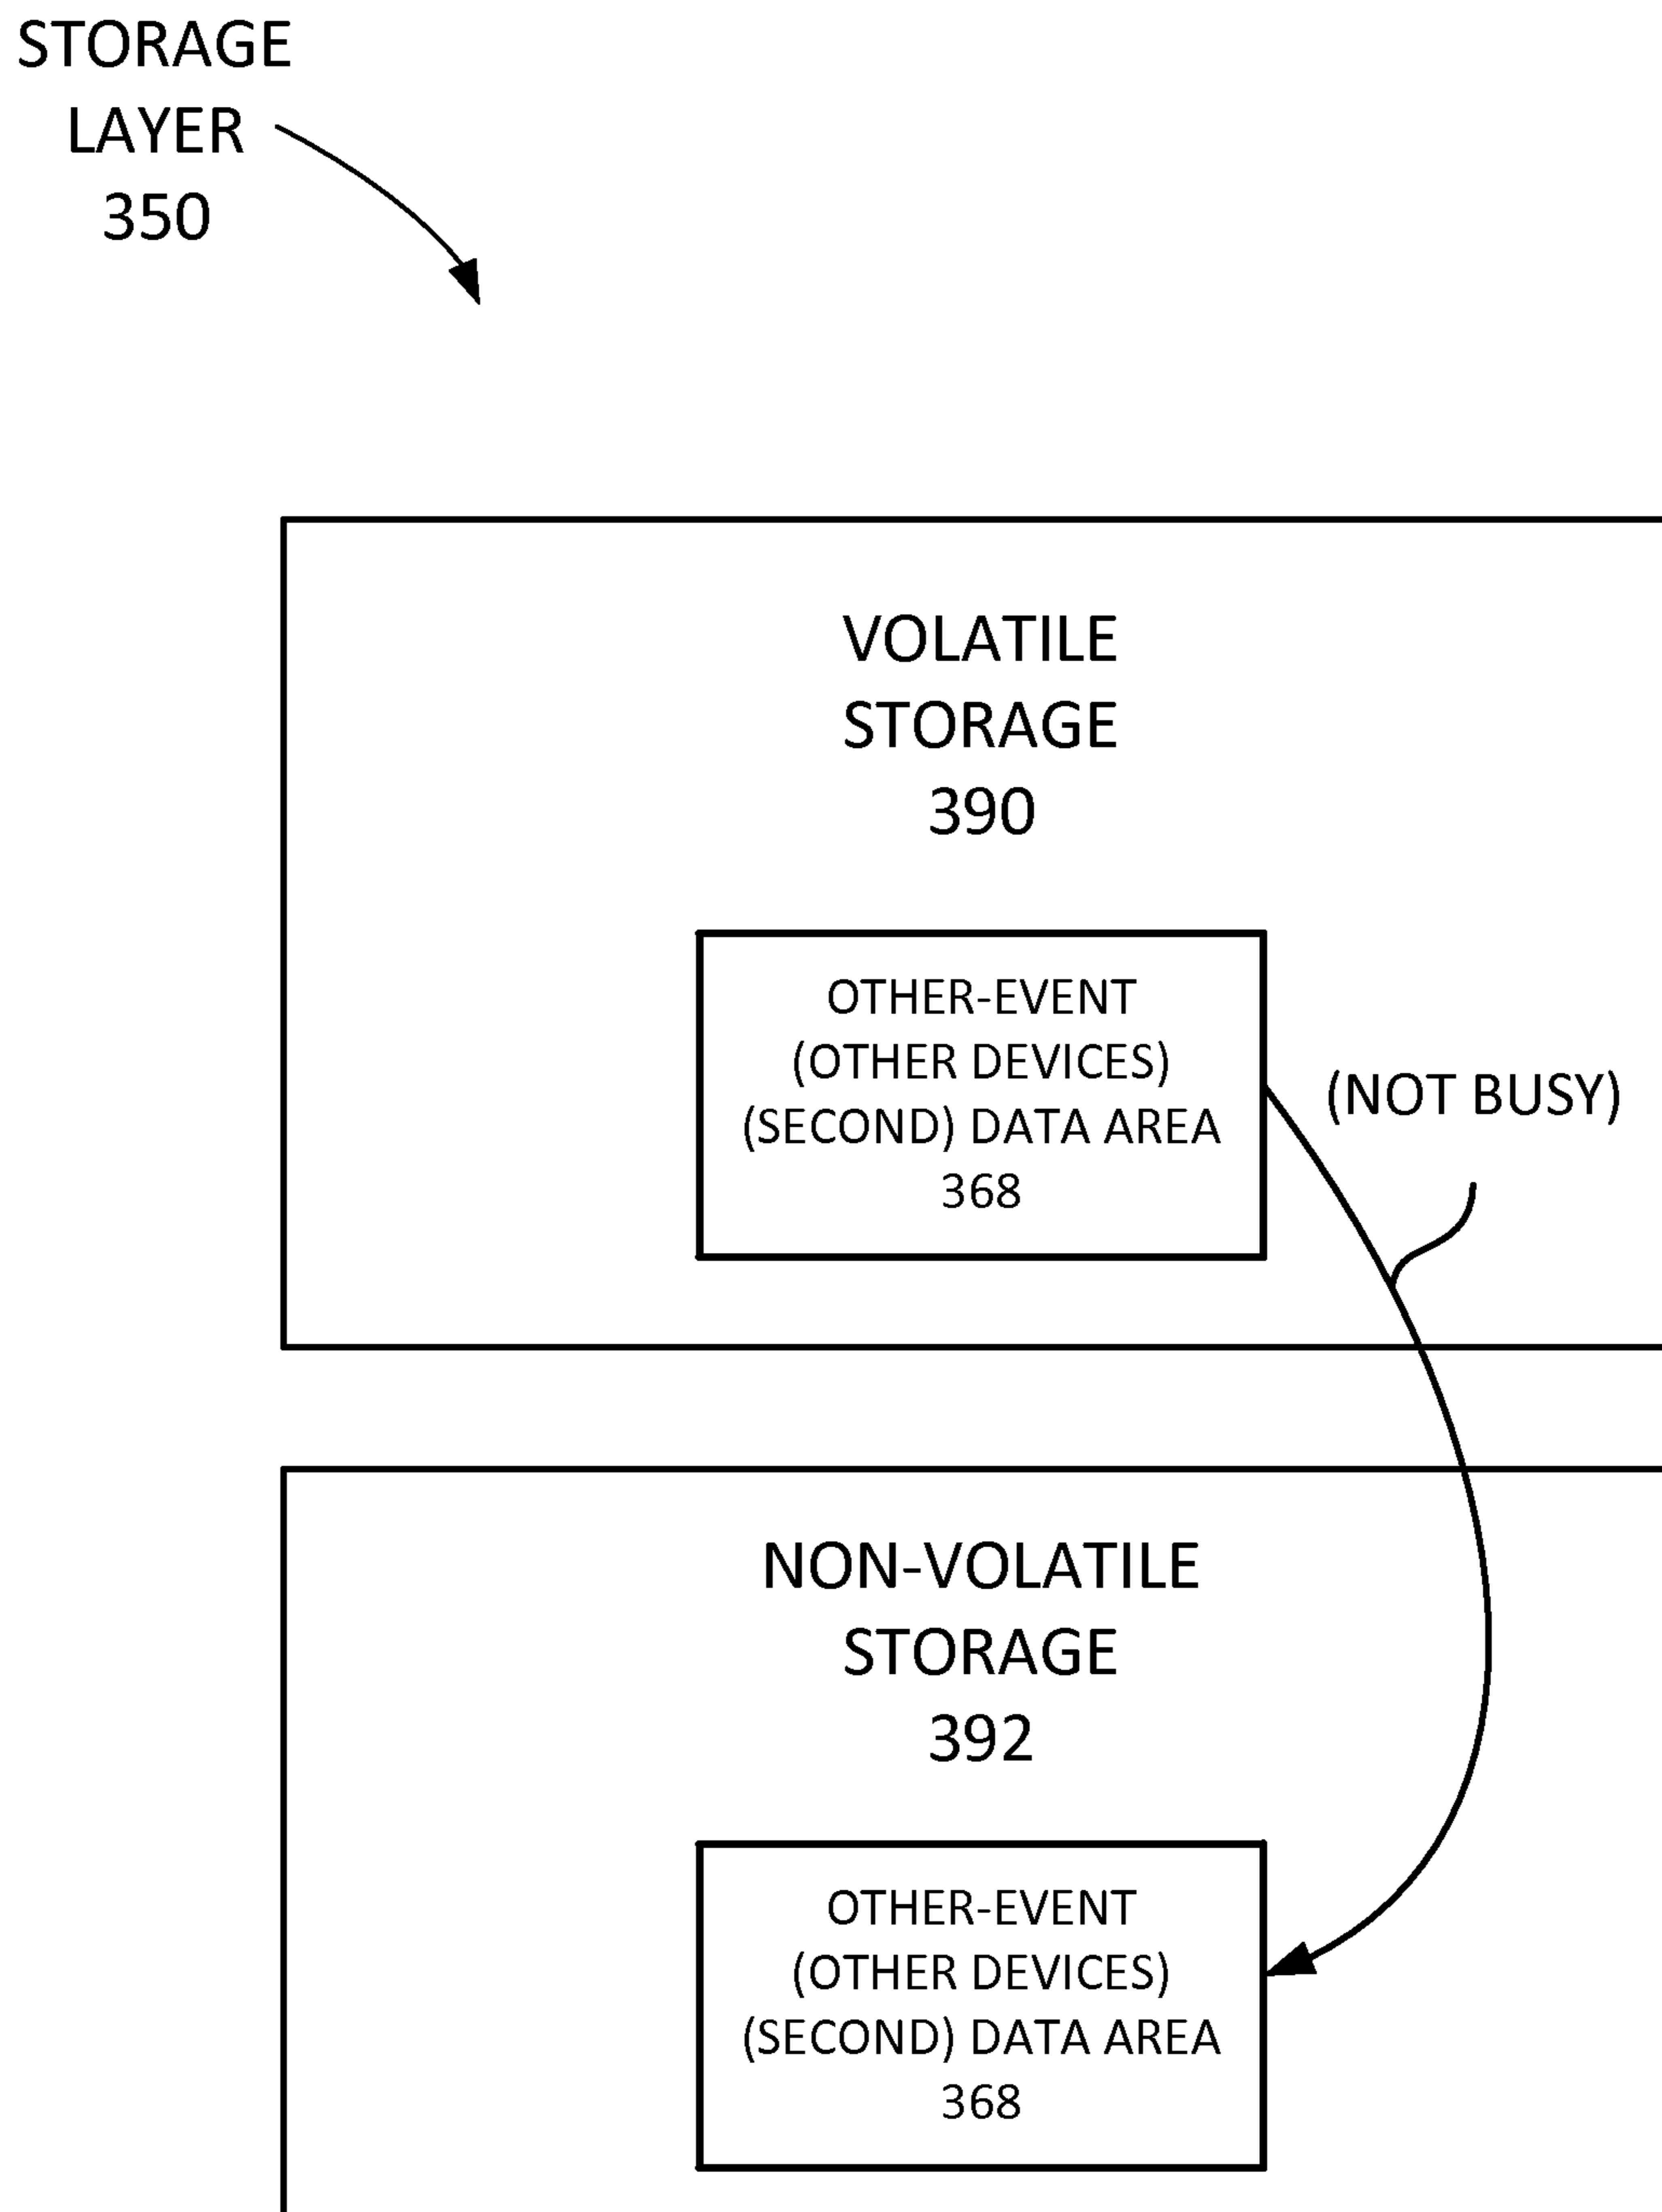 STORAGE
LAYER
350
VOLATILE
STORAGE
390
OTHER-EVENT
(OTHER DEVICES)
(SECOND) DATA AREA
368
(NOT BUSY)
NON-VOLATILE
STORAGE
392
OTHER-EVENT
(OTHER DEVICES)
(SECOND) DATA AREA
368